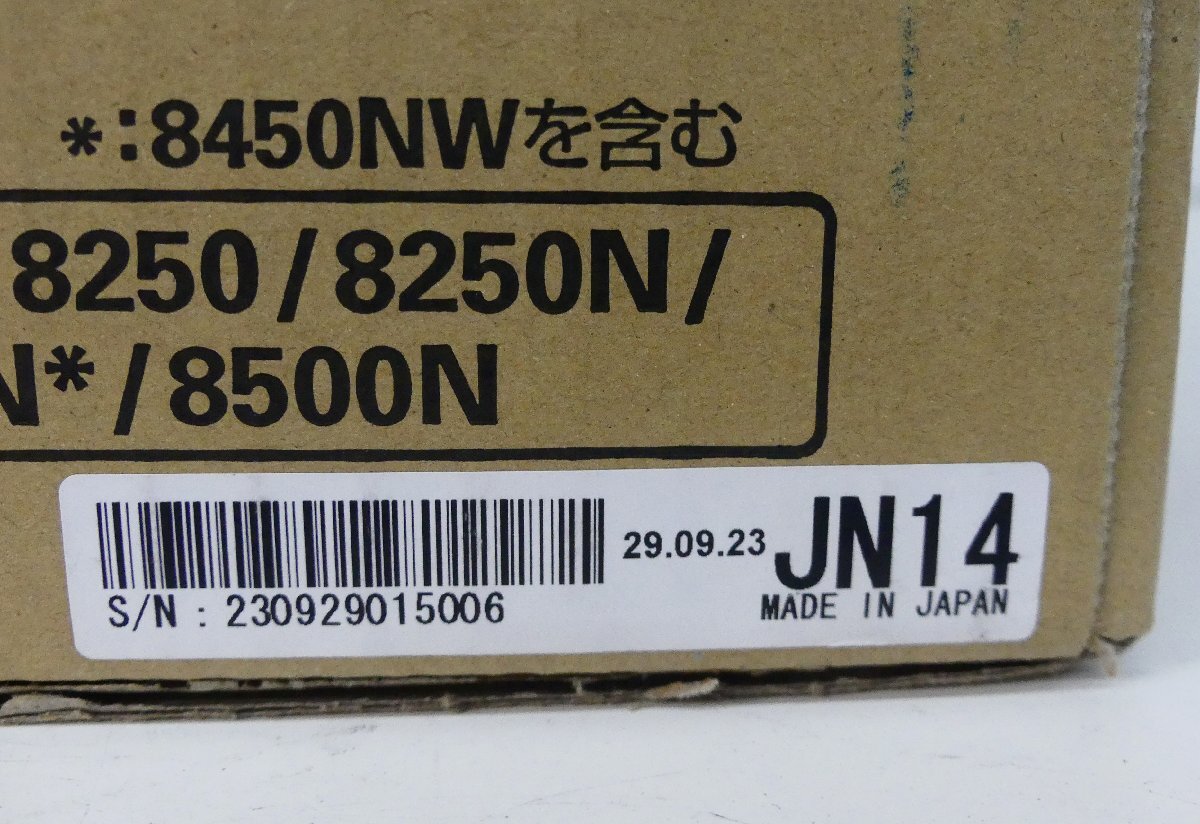 *:8450NWを含む
8250/8250N/
N*/8500N
29.09.23 JN14
S/N : 230929015006 MADE IN JAPAN